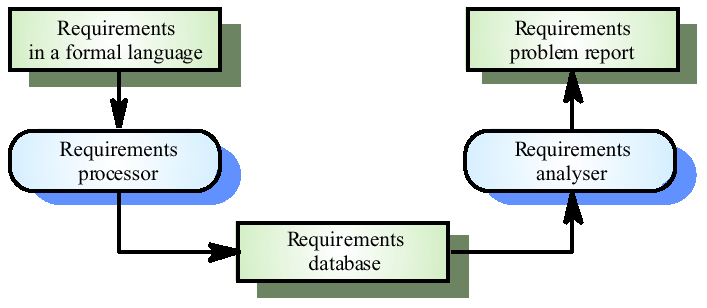 Requirements
in a formal language
Requirements
processor
Requirements
database
Requirements
analyser
Requirements
problem report